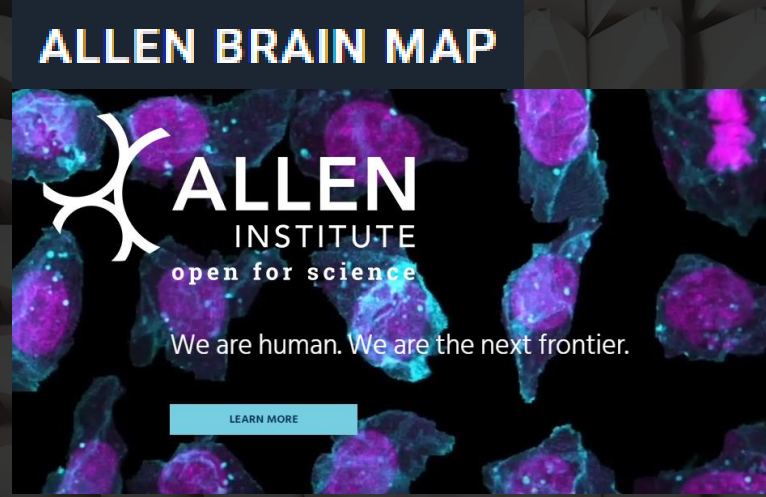 ALLEN BRAIN MAP
ALLEN
INSTITUTE
open for science
We are human. We are the next frontier.
LEARN MORE